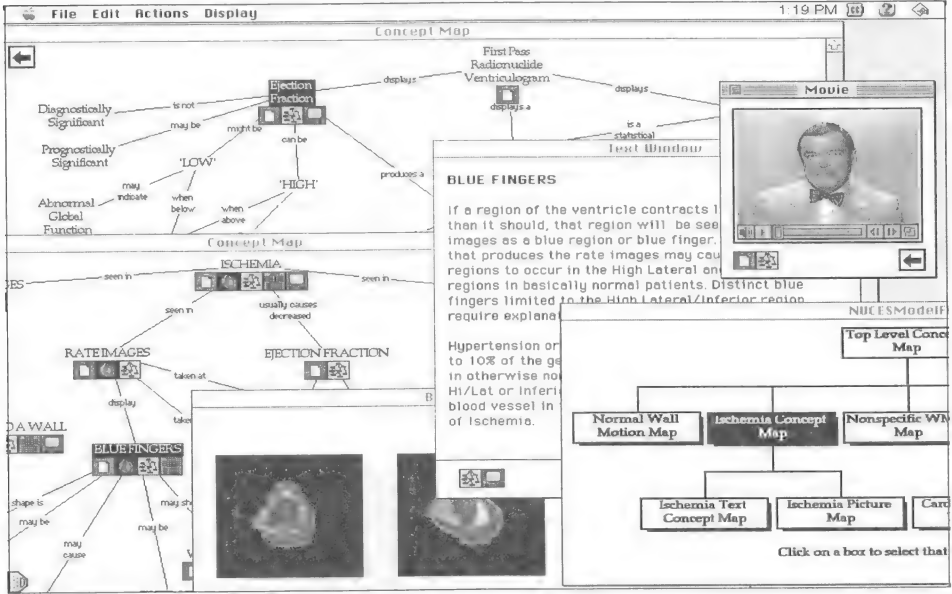 File Edit Actions Display
1:19 PM
Concept Map
First Pass
Radionuclide
Ventriculogram
displays
displays
displays a
Ejection
Fraction
Diagnostically
Significant
is not
Prognostically
Significant
may be
might be
can be
is a
statistical
'LOW'
'HIGH'
produces a
may
indicate
when
below
when
above
Abnormal
Global
Function
Movie
Text Window
BLUE FINGERS
If a region of the ventricle contracts l
than it should, that region will be see
images as a blue region or blue finger.
that produces the rate images may cau
regions to occur in the High Lateral an
regions in basically normal patients. Distinct blue
fingers limited to the High Lateral/Inferior region
require explana
Hypertension or
to 10% of the ge
in otherwise no
Hi/Lat or Inferi
blood vessel in
of Ischemia.
Concept Map
ISCHEMIA
seen in
seen in
seen in
usually causes
decreased
RATE IMAGES
EJECTION FRACTION
taken at
display
D A WALL
BLUE FINGERS
shape is
may be
may
cause
may be
may sh
B
NUCESModelF
Top Level Conce
Map
Normal Wall
Motion Map
Ischemia Concept
Map
Nonspecific WM
Map
Ischemia Text
Concept Map
Ischemia Picture
Map
Card
Click on a box to select that